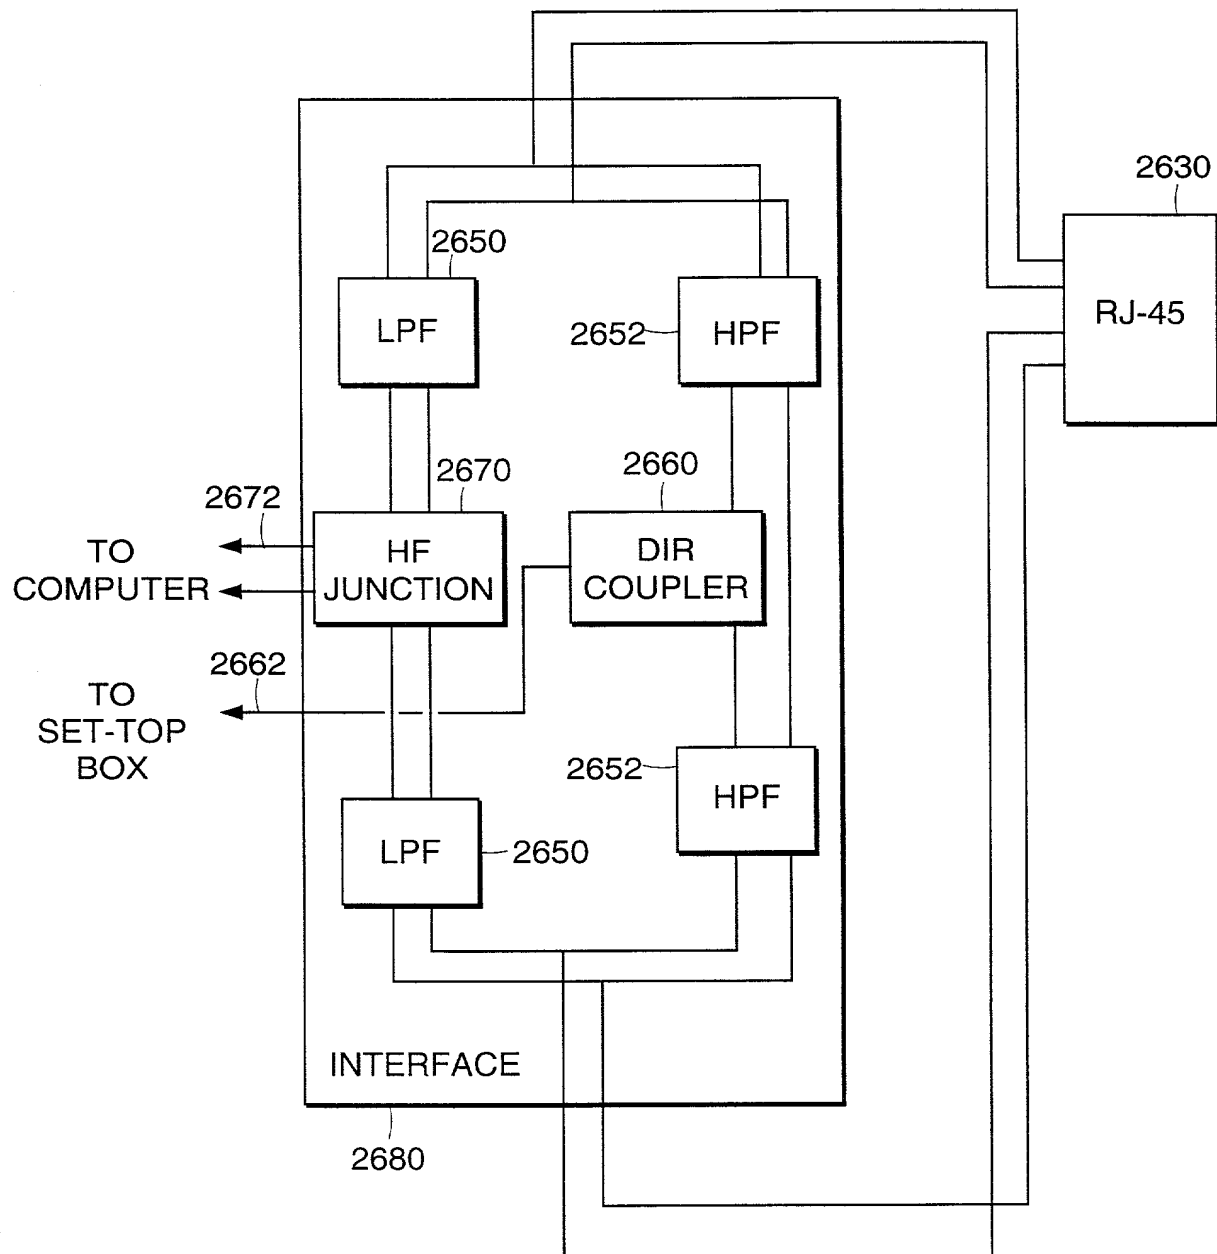 2630
RJ-45
2650
LPF
2652
HPF
2670
2660
2672
TO
COMPUTER
HF
JUNCTION
DIR
COUPLER
2662
TO
SET-TOP
BOX
2652
HPF
LPF
2650
INTERFACE
2680